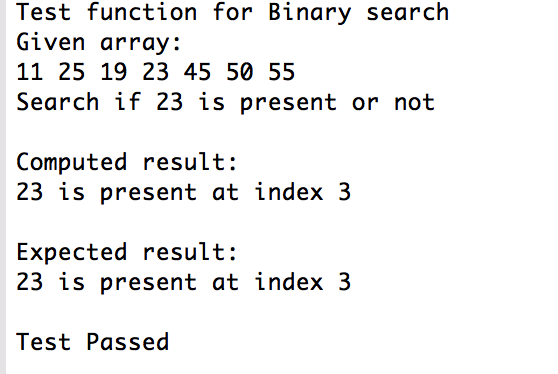 Test function for Binary search
Given array:
11 25 19 23 45 50 55
Search if 23 is present or not
Computed result:
23 is present at index 3
Expected result:
23 is present at index 3
Test Passed